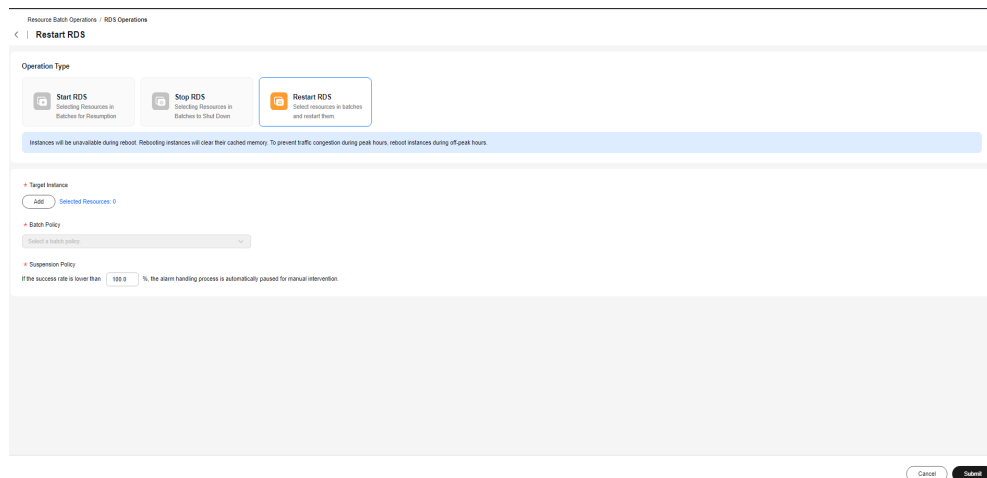 Resource Batch Operations / RDS Operations
< | Restart RDS
Operation Type
Start RDS
Selecting Resources in
Batches for Resumption
Stop RDS
Selecting Resources in
Batches to Shut Down
Restart RDS
Select resources in batches
and restart them.
Instances will be unavailable during reboot. Rebooting instances will clear their cached memory. To prevent traffic congestion during peak hours, reboot instances during off-peak hours.
* Target Instance
Add Selected Resources: 0
* Batch Policy
Select a batch policy
* Suspension Policy
If the success rate is lower than 100.0 %, the alarm handling process is automatically paused for manual intervention.
Cancel Submit